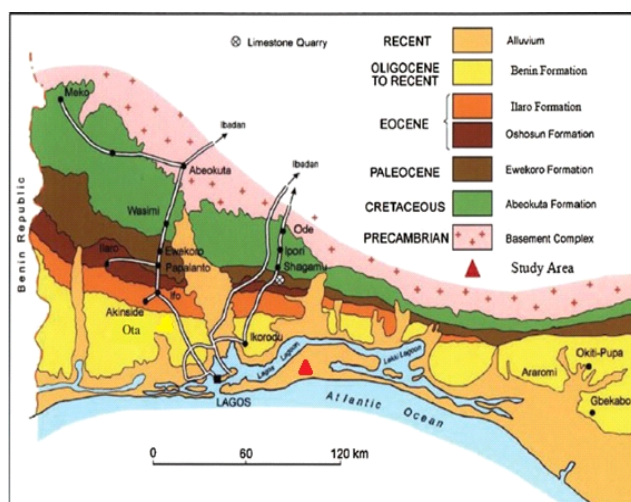 Limestone Quarry
RECENT
Alluvium
OLIGOCENE
TO RECENT
Benin Formation
EOCENE
Ilaro Formation
Oshosun Formation
PALEOCENE
Ewekoro Formation
CRETACEOUS
Abeokuta Formation
PRECAMBRIAN
Basement Complex
Study Area
Meko
Ibadan
Ibadan
Abeokuta
Wasimi
Ode
Ipori
Shagamu
Benin Republic
Ilaro
Ewekoro
Papalanto
Ifo
Akinside
Ota
Ikorodu
Lagos Lagoon
Lekki Lagoon
Okiti-Pupa
Araromi
Gbekabo
LAGOS
Atlantic Ocean
0 60 120 km